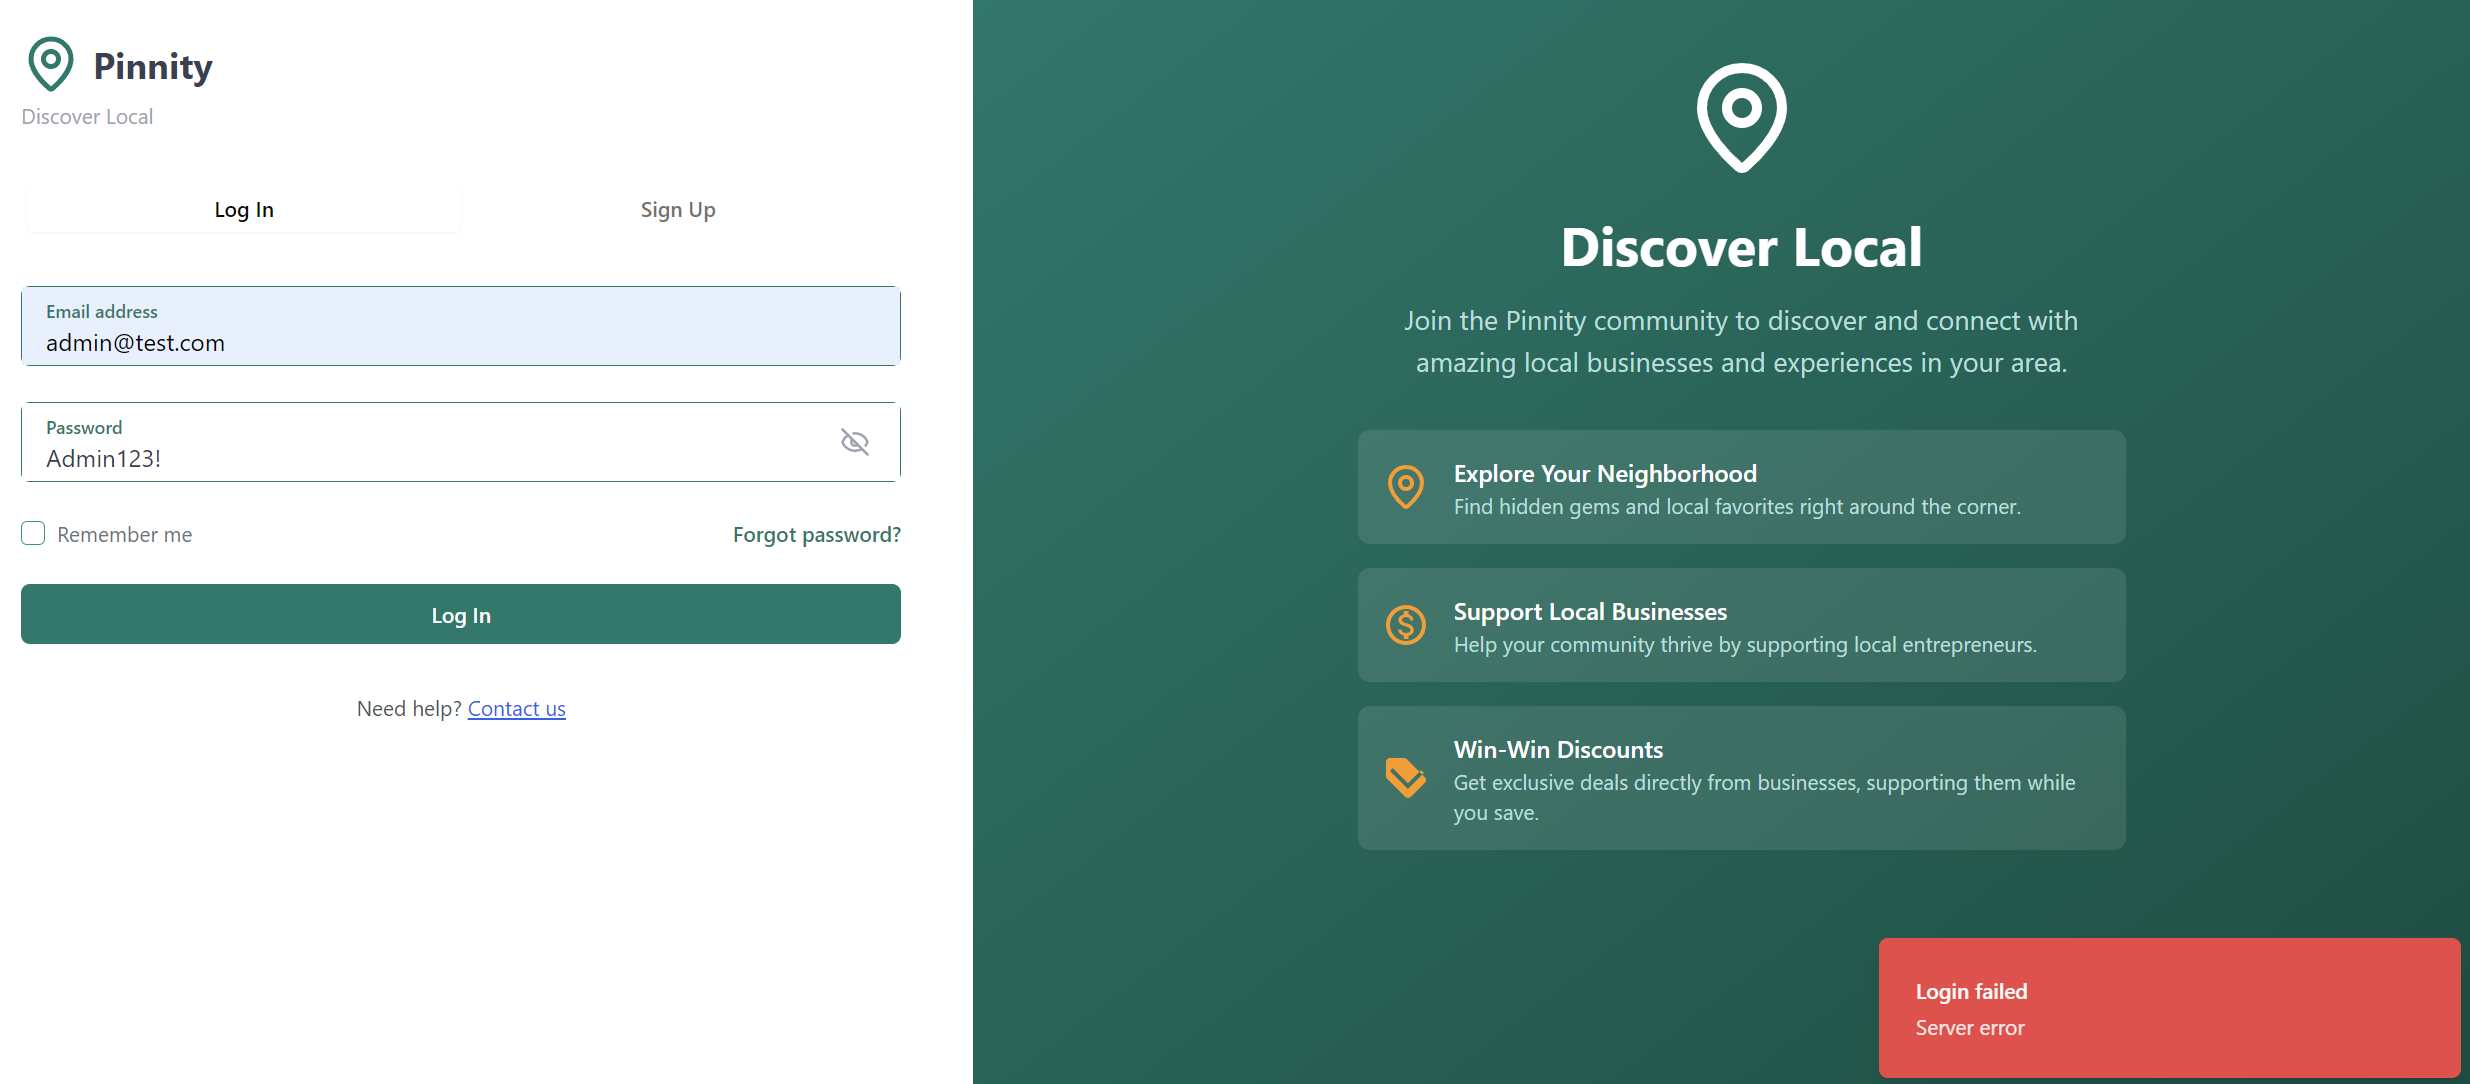 Pinnity
Discover Local
Log In
Sign Up
Email address
admin@test.com
Password
Admin123!
Remember me
Forgot password?
Log In
Need help? Contact us
Discover Local
Join the Pinnity community to discover and connect with
amazing local businesses and experiences in your area.
Explore Your Neighborhood
Find hidden gems and local favorites right around the corner.
Support Local Businesses
Help your community thrive by supporting local entrepreneurs.
Win-Win Discounts
Get exclusive deals directly from businesses, supporting them while
you save.
Login failed
Server error